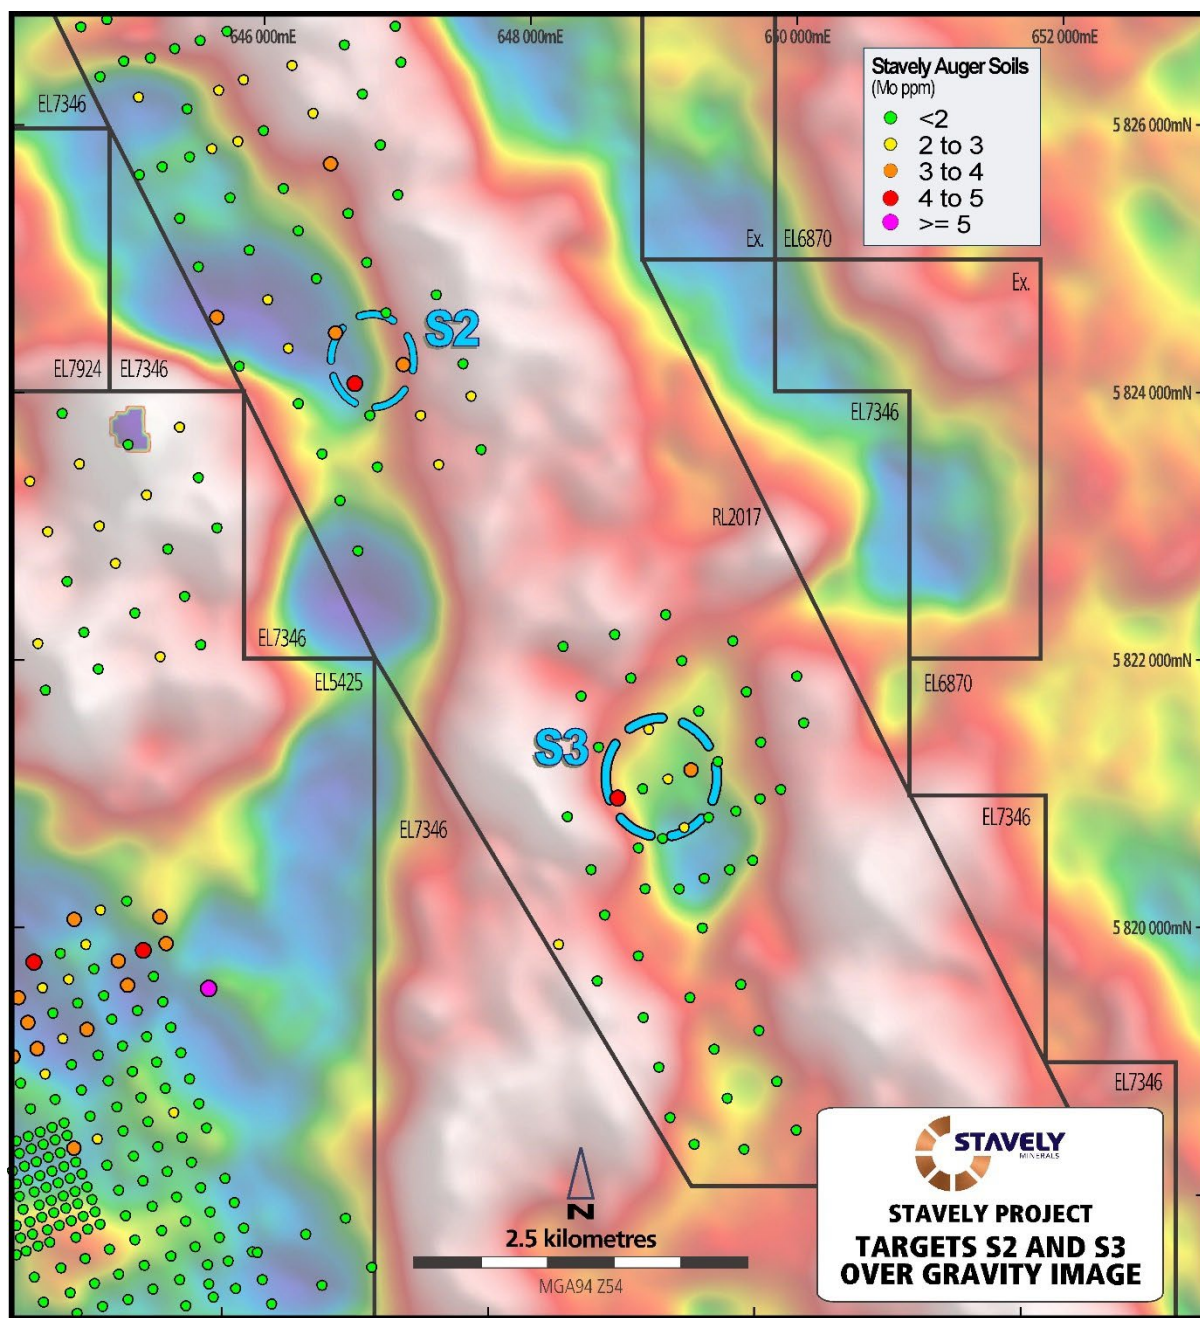 646 000mE
648 000mE
650 000mE
652 000mE
Stavely Auger Soils
(Mo ppm)
<2
2 to 3
3 to 4
4 to 5
>= 5
EL7346
5 826 000mN
Ex.
EL6870
Ex.
S2
EL7924
EL7346
5 824 000mN
EL7346
RL2017
EL7346
EL5425
5 822 000mN
EL6870
S3
EL7346
EL7346
5 820 000mN
EL7346
N
2.5 kilometres
MGA94 Z54
STAVELY
MINERALS
STAVELY PROJECT
TARGETS S2 AND S3
OVER GRAVITY IMAGE